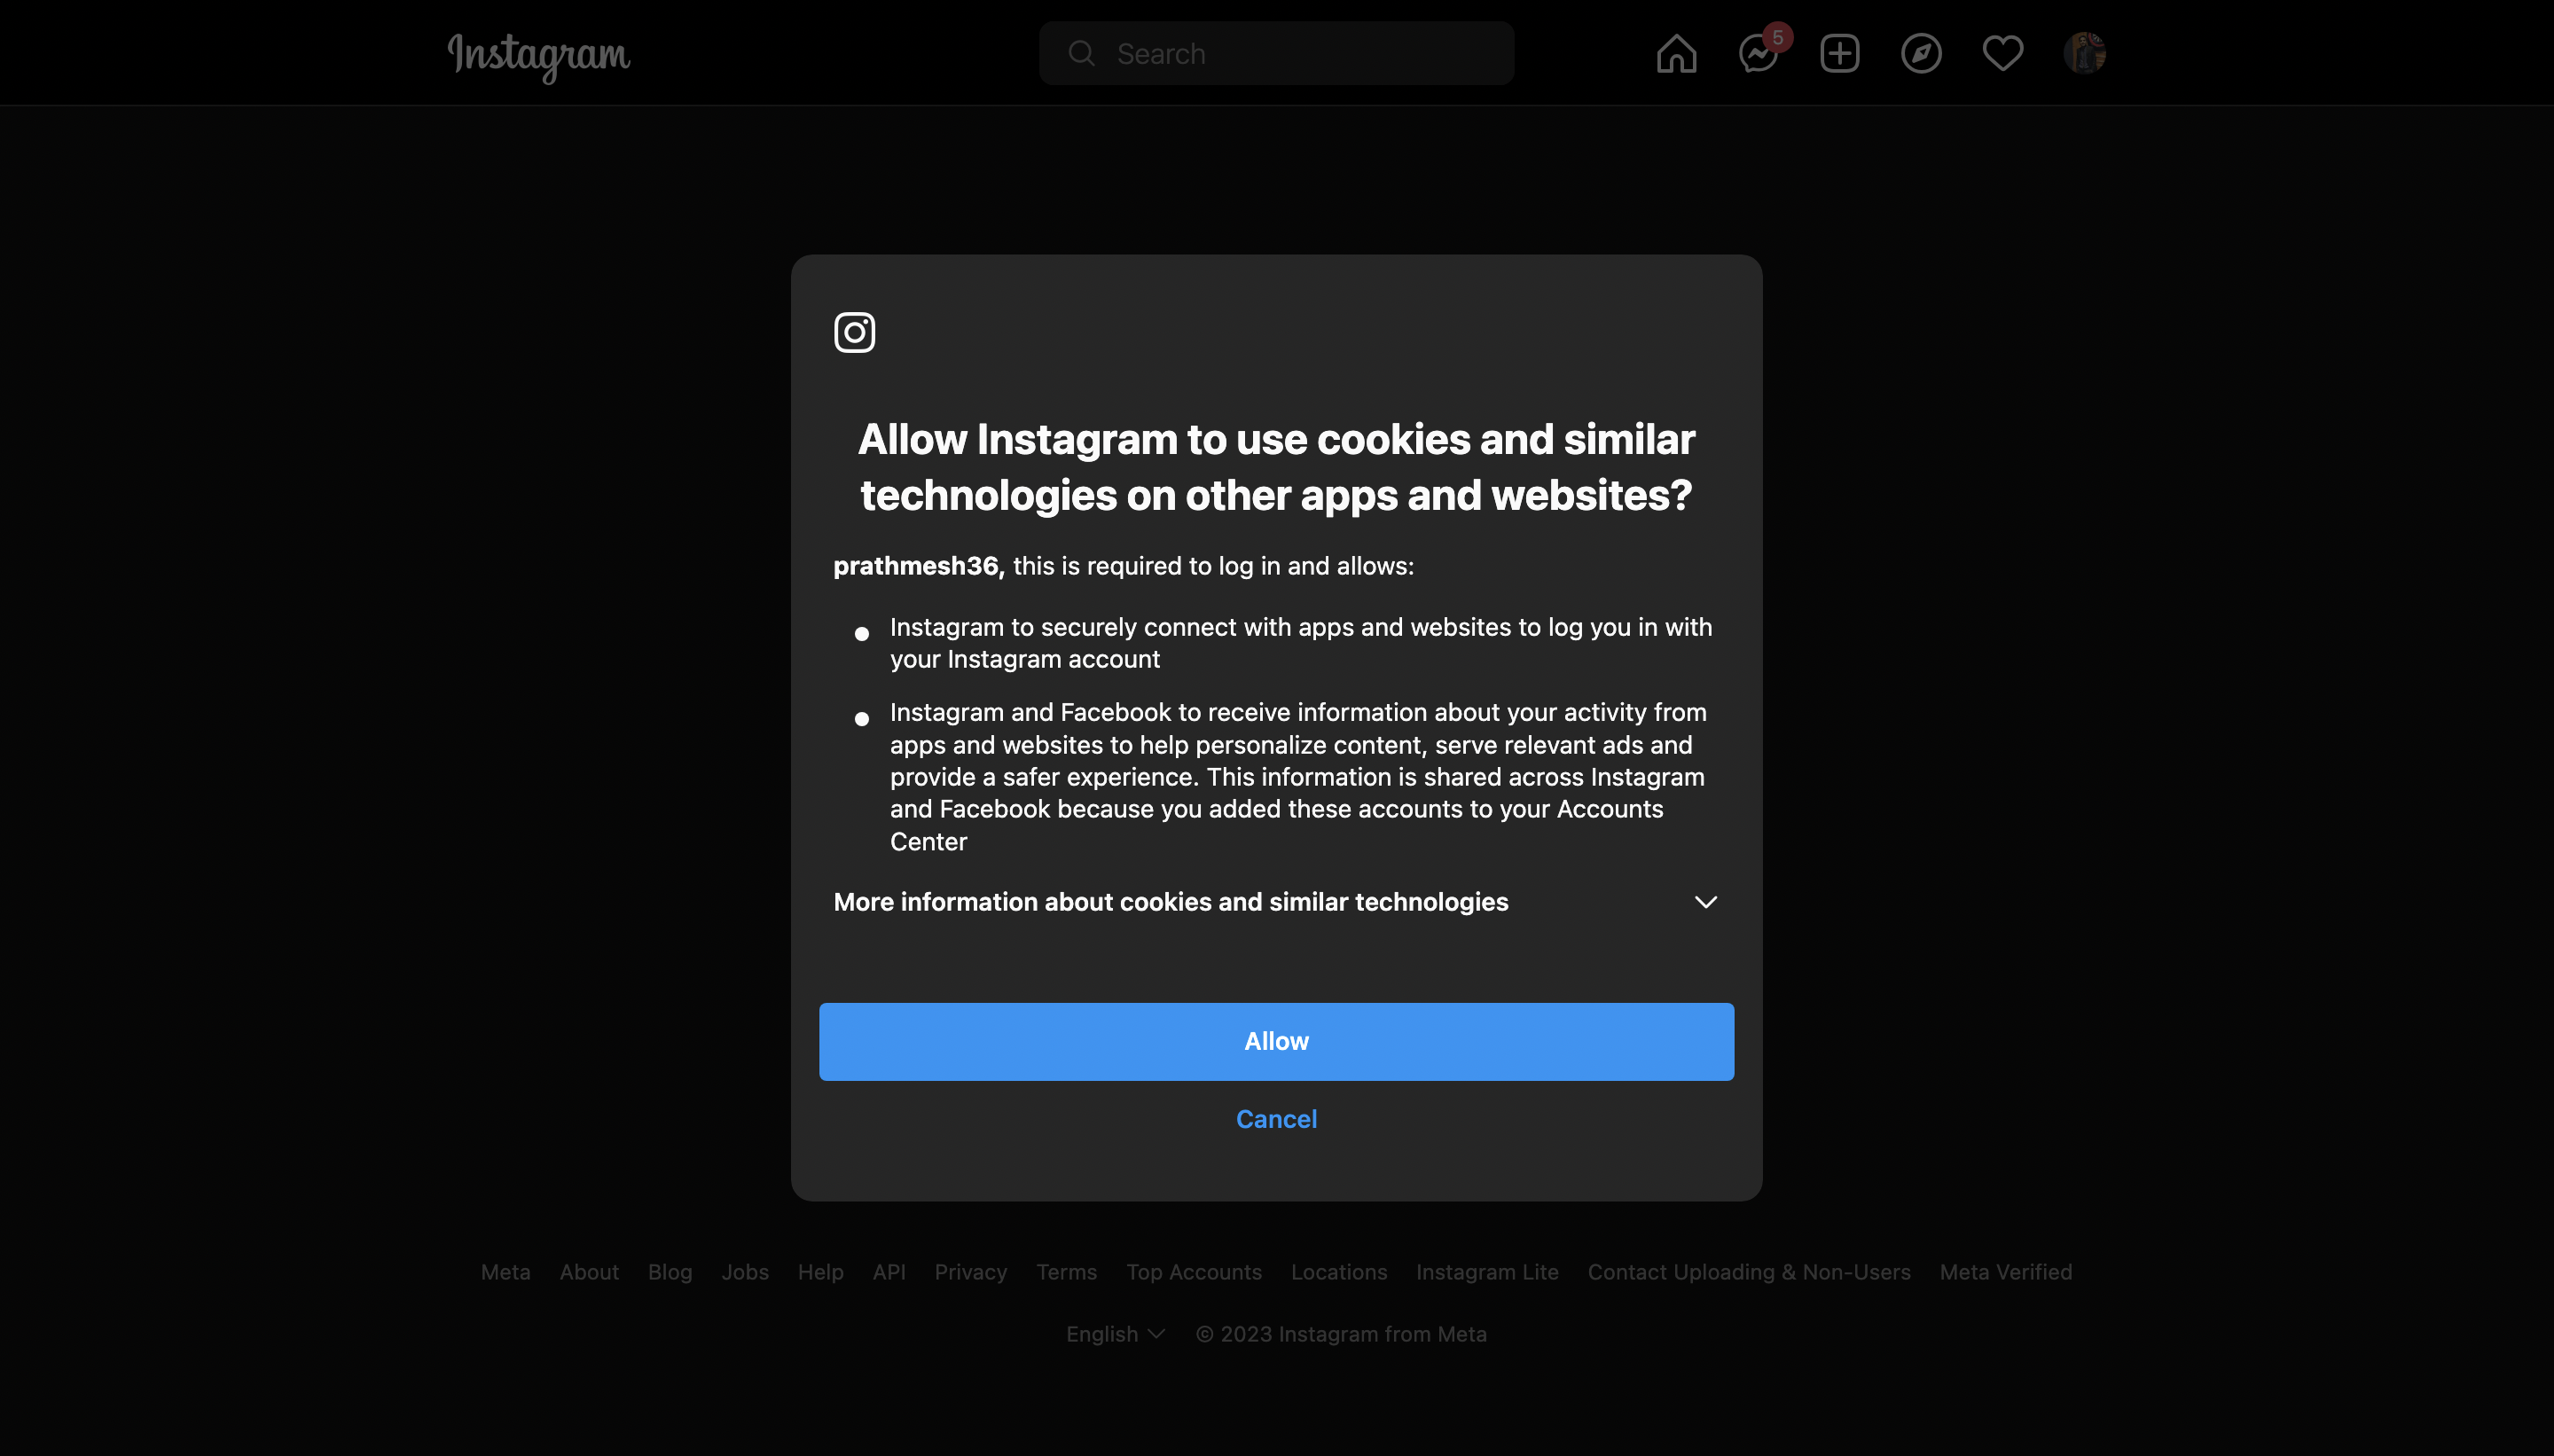 Instagram
Search
5
Allow Instagram to use cookies and similar
technologies on other apps and websites?
prathmesh36, this is required to log in and allows:
Instagram to securely connect with apps and websites to log you in with
your Instagram account
Instagram and Facebook to receive information about your activity from
apps and websites to help personalize content, serve relevant ads and
provide a safer experience. This information is shared across Instagram
and Facebook because you added these accounts to your Accounts
Center
More information about cookies and similar technologies
Allow
Cancel
Meta About Blog Jobs Help API Privacy Terms Top Accounts Locations Instagram Lite Contact Uploading & Non-Users Meta Verified
English © 2023 Instagram from Meta